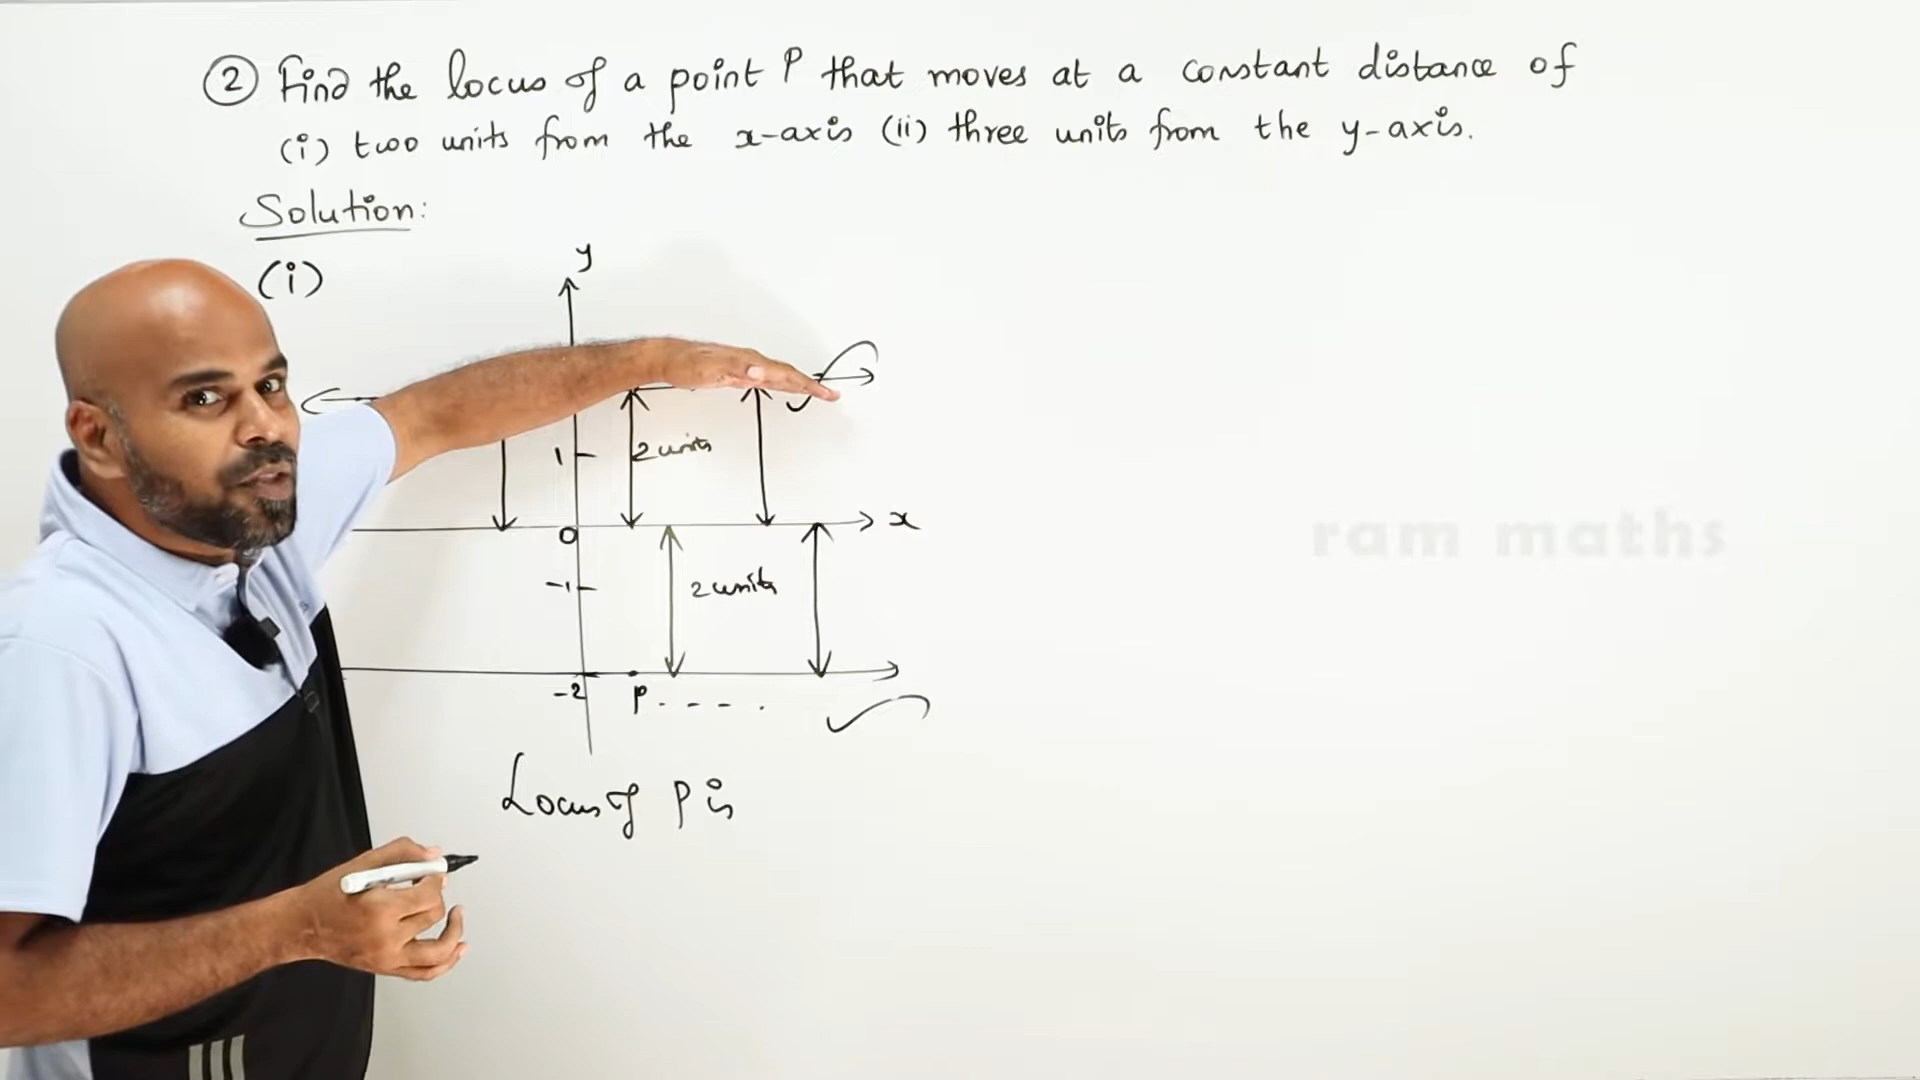 ② Find the locus of a point P that moves at a constant distance of
(i) two units from the x-axis (ii) three units from the y-axis.
Solution:
(i)
y
1
2 units
0
x
-1
2 units
-2
P. - - - .
Locus of P is
ram maths